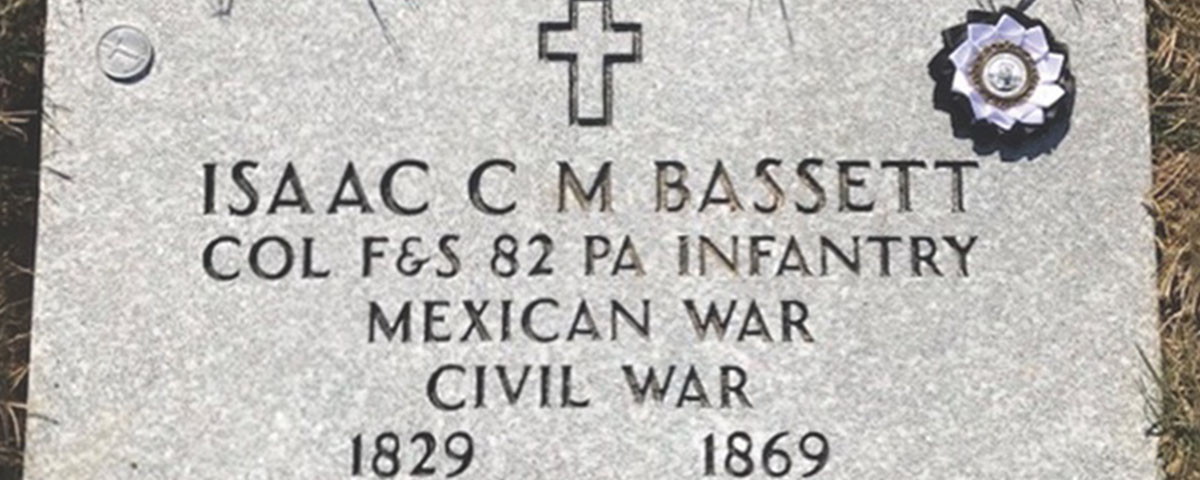 ISAAC C M BASSETT
COL F&S 82 PA INFANTRY
MEXICAN WAR
CIVIL WAR
1829 1869